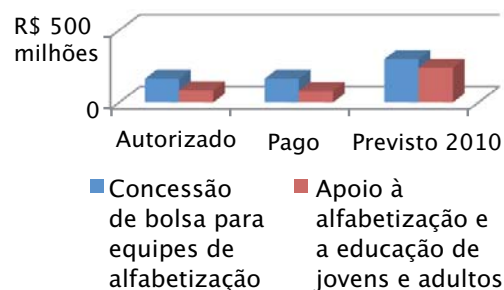 R$ 500
milhões
0
Autorizado
Pago
Previsto 2010
Concessão
de bolsa para
equipes de
alfabetização
Apoio à
alfabetização e
a educação de
jovens e adultos